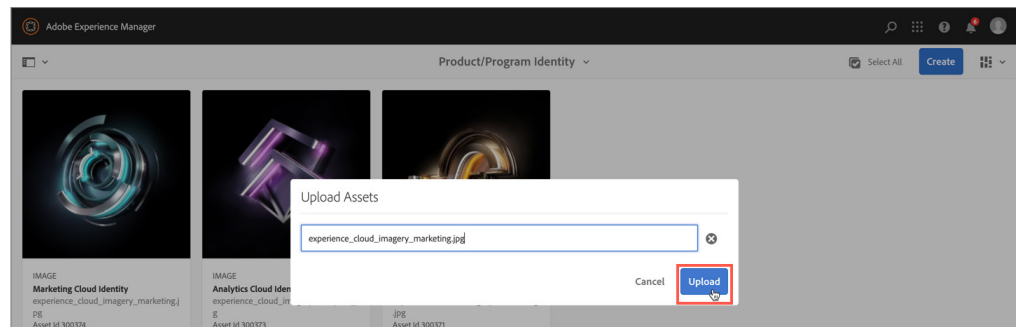 Adobe Experience Manager
6
Product/Program Identity
Select All
Create
Upload Assets
experience_cloud_imagery_marketing.jpg
Cancel
Upload
IMAGE
Marketing Cloud Identity
experience_cloud_imagery_marketing.j
pg
Asset Id 300374
IMAGE
Analytics Cloud Iden
experience_cloud_im
g
Asset Id 300373
.jpg
Asset Id 300371